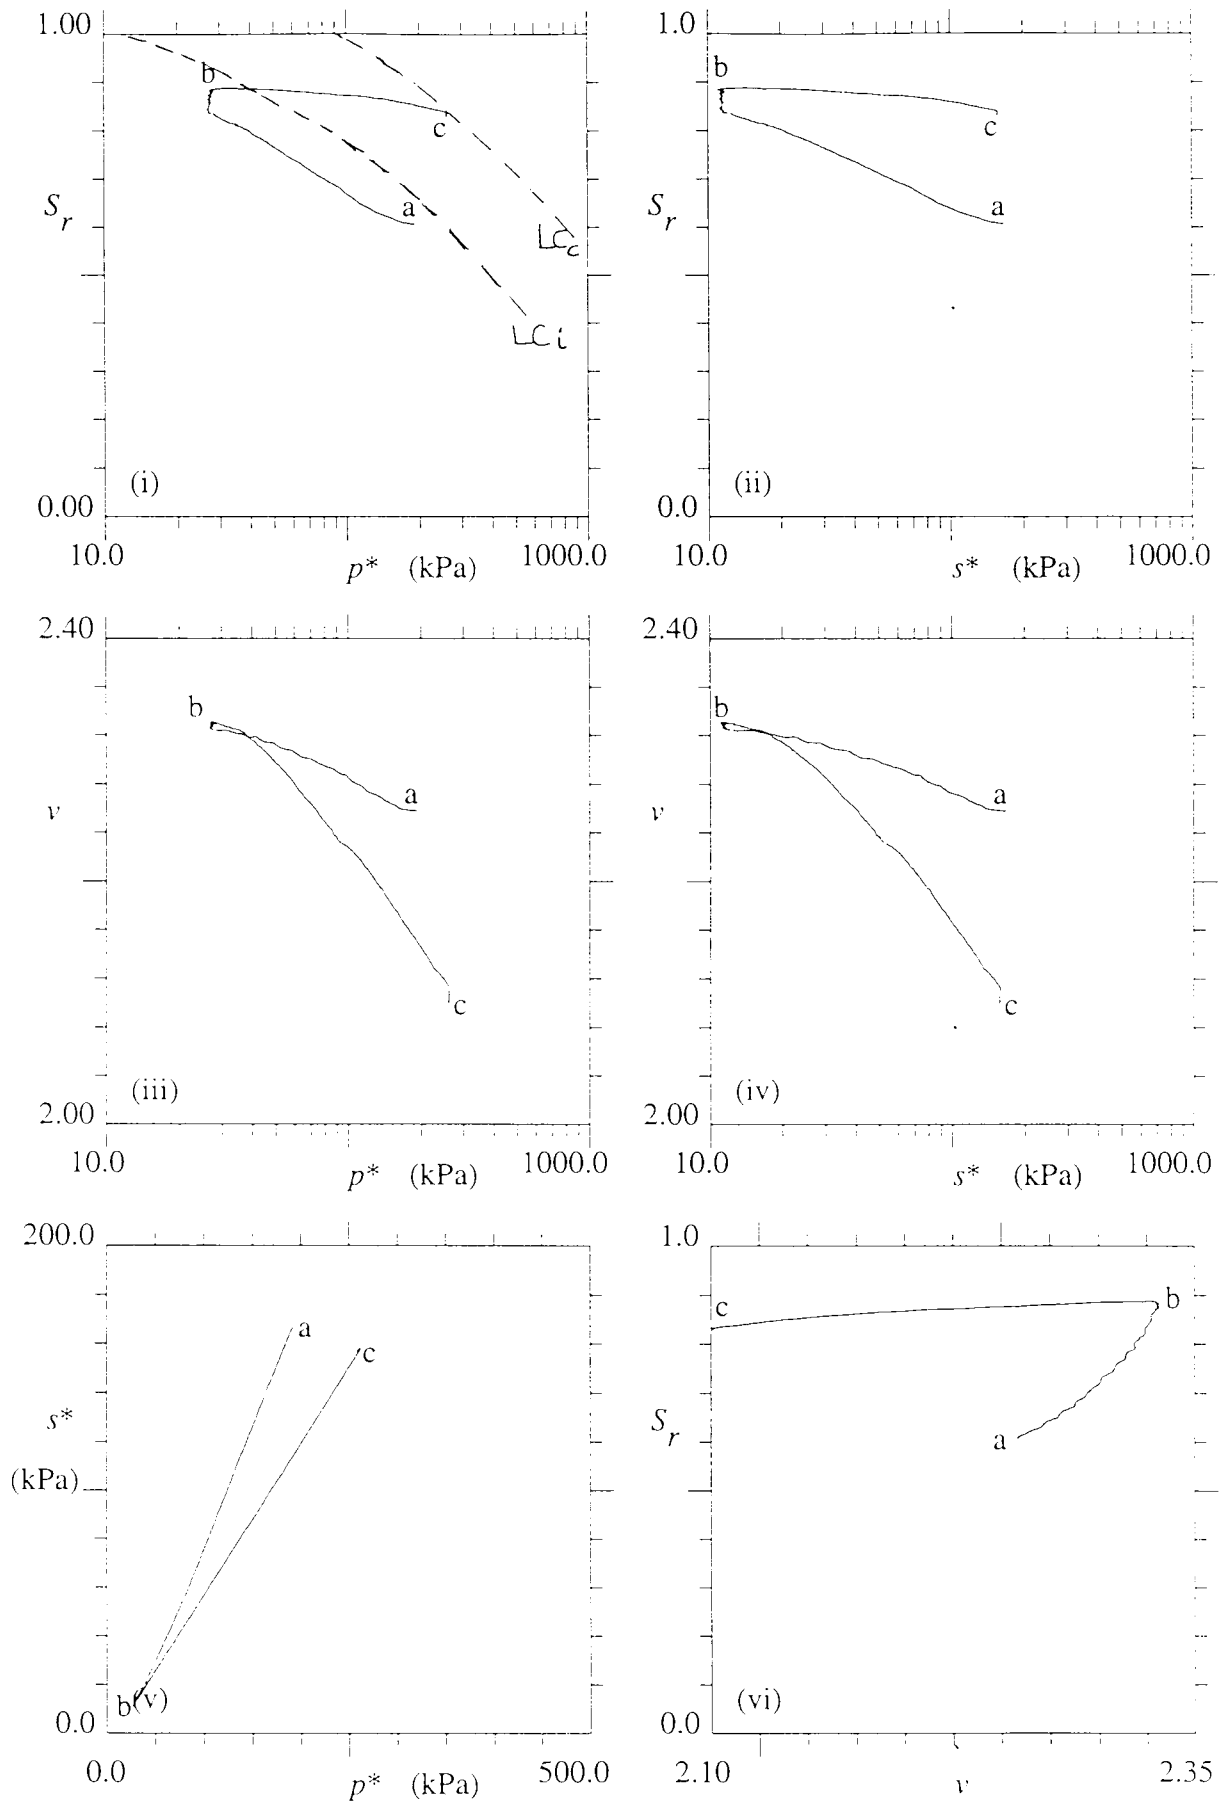 1.00
b
c
a
S_r
LC_c
LC_i
(i)
0.00
10.0
1000.0
p* (kPa)
1.0
b
c
a
S_r
(ii)
0.0
10.0
1000.0
s* (kPa)
2.40
b
a
v
c
(iii)
2.00
10.0
1000.0
p* (kPa)
2.40
b
a
v
c
(iv)
2.00
10.0
1000.0
s* (kPa)
200.0
a
c
s*
(kPa)
b
(v)
0.0
0.0
500.0
p* (kPa)
1.0
c
b
S_r
a
(vi)
0.0
2.10
2.35
v